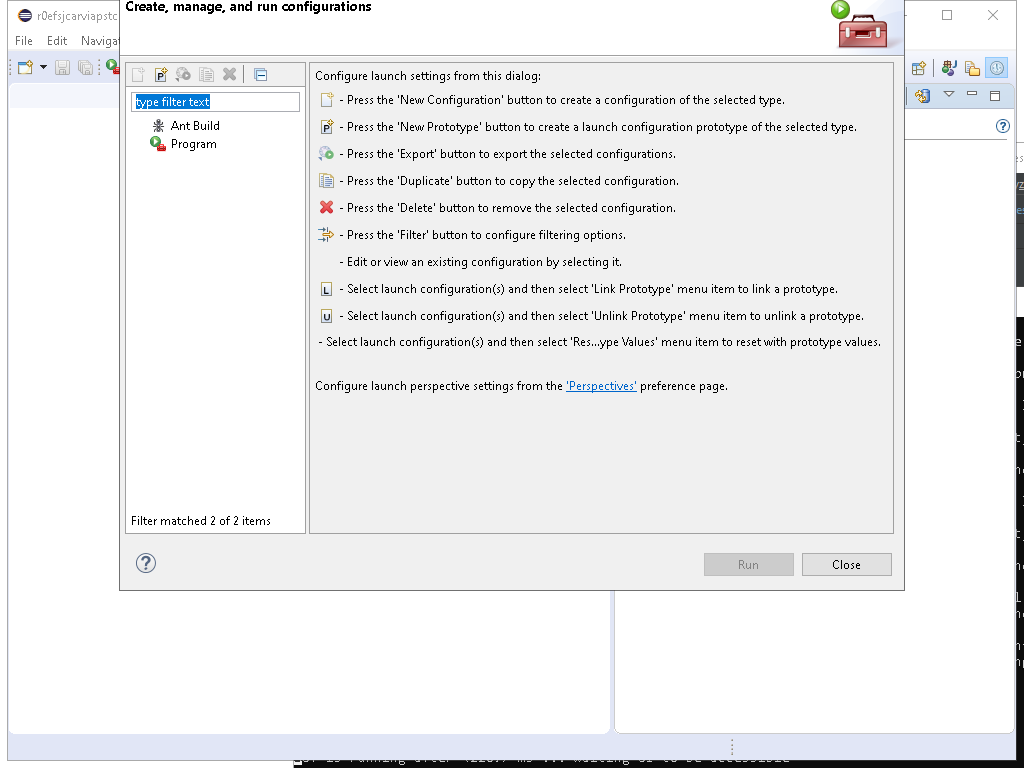 Create, manage, and run configurations
r0efsjcarviapstc
File Edit Navigat
type filter text
Ant Build
Program
Filter matched 2 of 2 items
Configure launch settings from this dialog:
- Press the 'New Configuration' button to create a configuration of the selected type.
- Press the 'New Prototype' button to create a launch configuration prototype of the selected type.
- Press the 'Export' button to export the selected configurations.
- Press the 'Duplicate' button to copy the selected configuration.
- Press the 'Delete' button to remove the selected configuration.
- Press the 'Filter' button to configure filtering options.
- Edit or view an existing configuration by selecting it.
- Select launch configuration(s) and then select 'Link Prototype' menu item to link a prototype.
- Select launch configuration(s) and then select 'Unlink Prototype' menu item to unlink a prototype.
- Select launch configuration(s) and then select 'Res...ype Values' menu item to reset with prototype values.
Configure launch perspective settings from the 'Perspectives' preference page.
Run Close